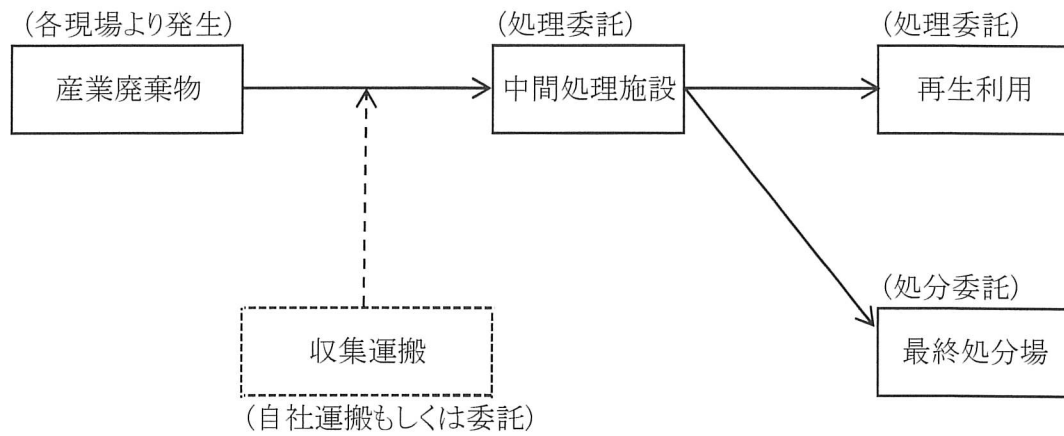 (各現場より発生)
産業廃棄物
(処理委託)
中間処理施設
(処理委託)
再生利用
(処分委託)
最終処分場
収集運搬
(自社運搬もしくは委託)